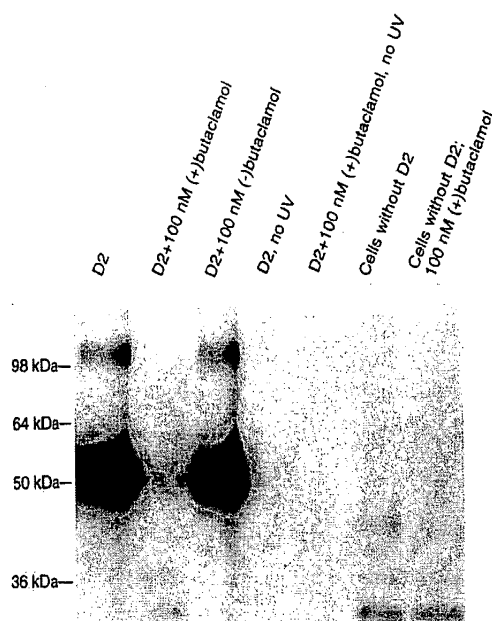 D2
D2+100 nM (+)butaclamol
D2+100 nM (-)butaclamol
D2, no UV
D2+100 nM (+)butaclamol, no UV
Cells without D2
Cells without D2;
100 nM (+)butaclamol
98 kDa
64 kDa
50 kDa
36 kDa